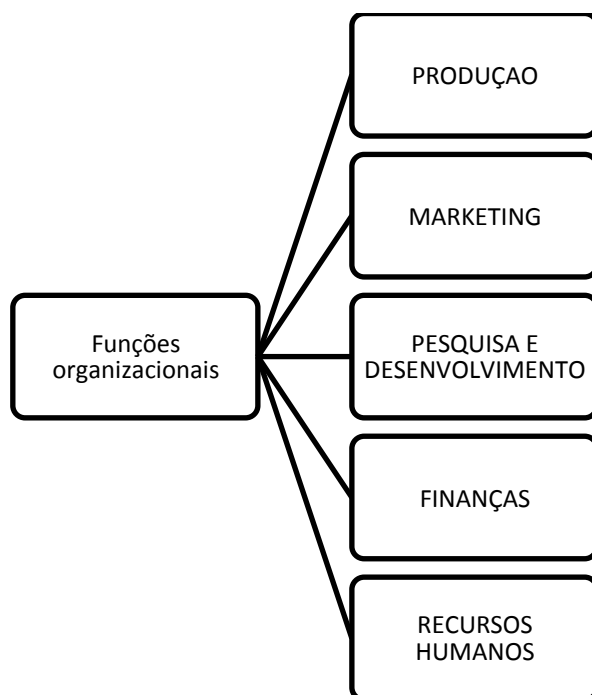 PRODUÇAO
MARKETING
Funções
organizacionais
PESQUISA E
DESENVOLVIMENTO
FINANÇAS
RECURSOS
HUMANOS